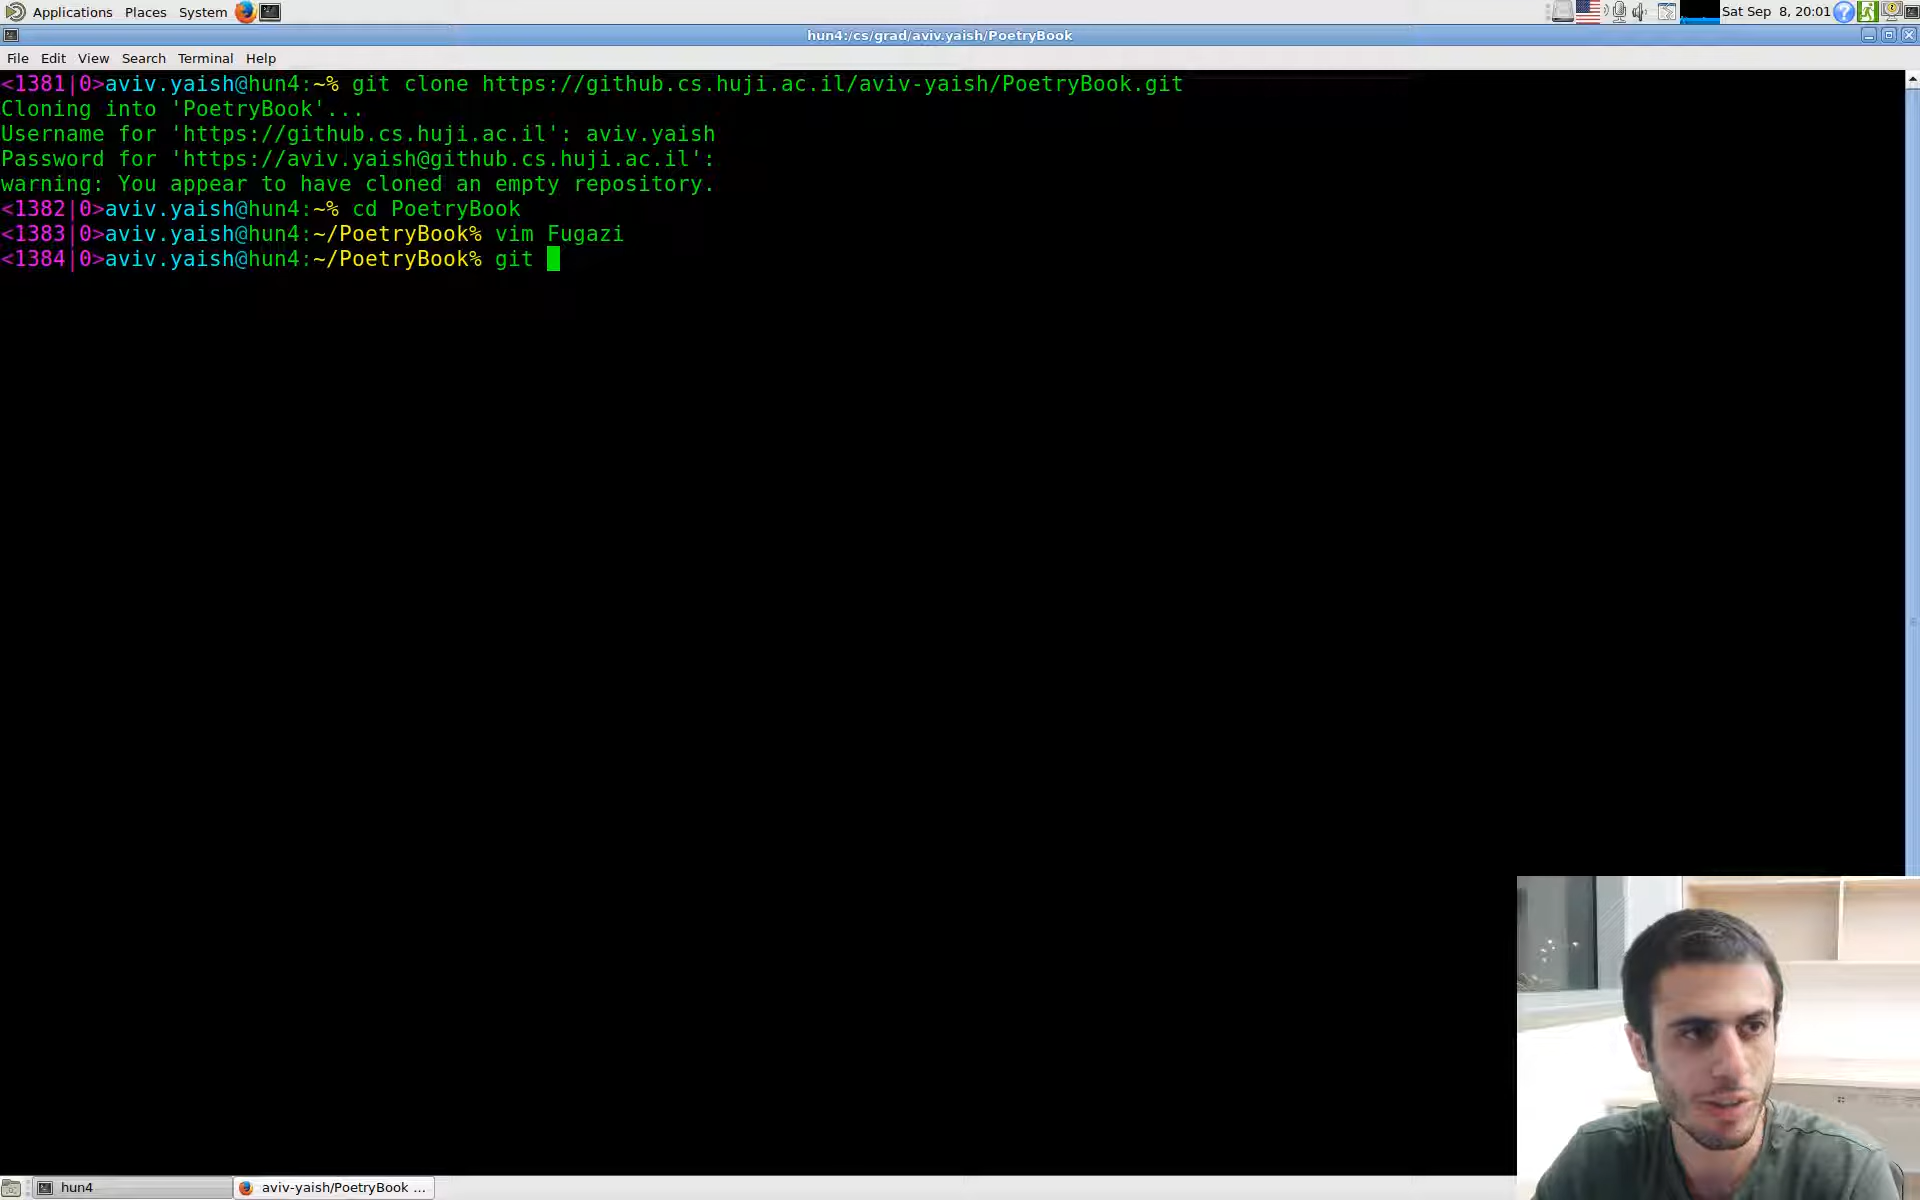 Applications Places System Sat Sep 8, 20:01
hun4:/cs/grad/aviv.yaish/PoetryBook
File Edit View Search Terminal Help
<1381|0>aviv.yaish@hun4:~% git clone https://github.cs.huji.ac.il/aviv-yaish/PoetryBook.git
Cloning into 'PoetryBook'...
Username for 'https://github.cs.huji.ac.il': aviv.yaish
Password for 'https://aviv.yaish@github.cs.huji.ac.il':
warning: You appear to have cloned an empty repository.
<1382|0>aviv.yaish@hun4:~% cd PoetryBook
<1383|0>aviv.yaish@hun4:~/PoetryBook% vim Fugazi
<1384|0>aviv.yaish@hun4:~/PoetryBook% git
hun4 aviv-yaish/PoetryBook ...